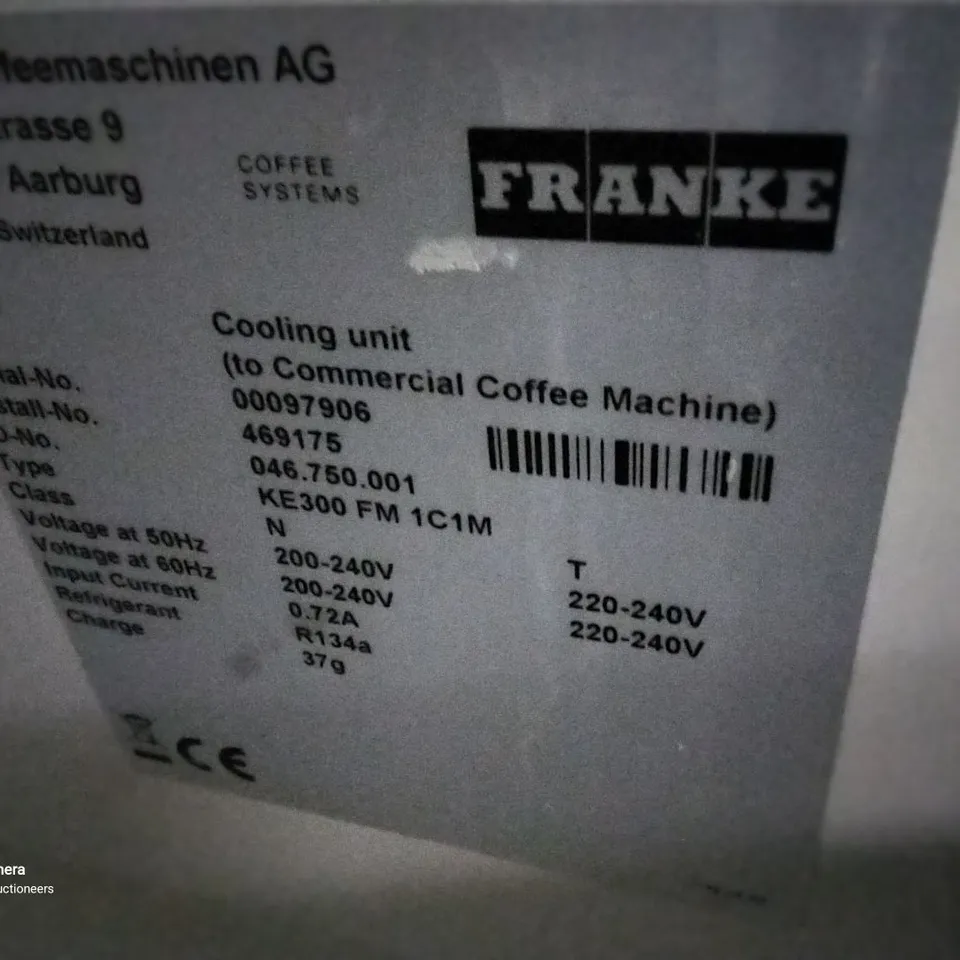 feemaschinen AG
rasse 9
Aarburg
Switzerland
COFFEE
SYSTEMS
FRANKE
Cooling unit
(to Commercial Coffee Machine)
ial-No. 00097906
stall-No. 469175
D-No. 046.750.001
Type KE300 FM 1C1M
Class N T
Voltage at 50Hz 200-240V 220-240V
Voltage at 60Hz 200-240V 220-240V
Input Current 0.72A
Refrigerant R134a
Charge 37g
CE
nera
uctioneers